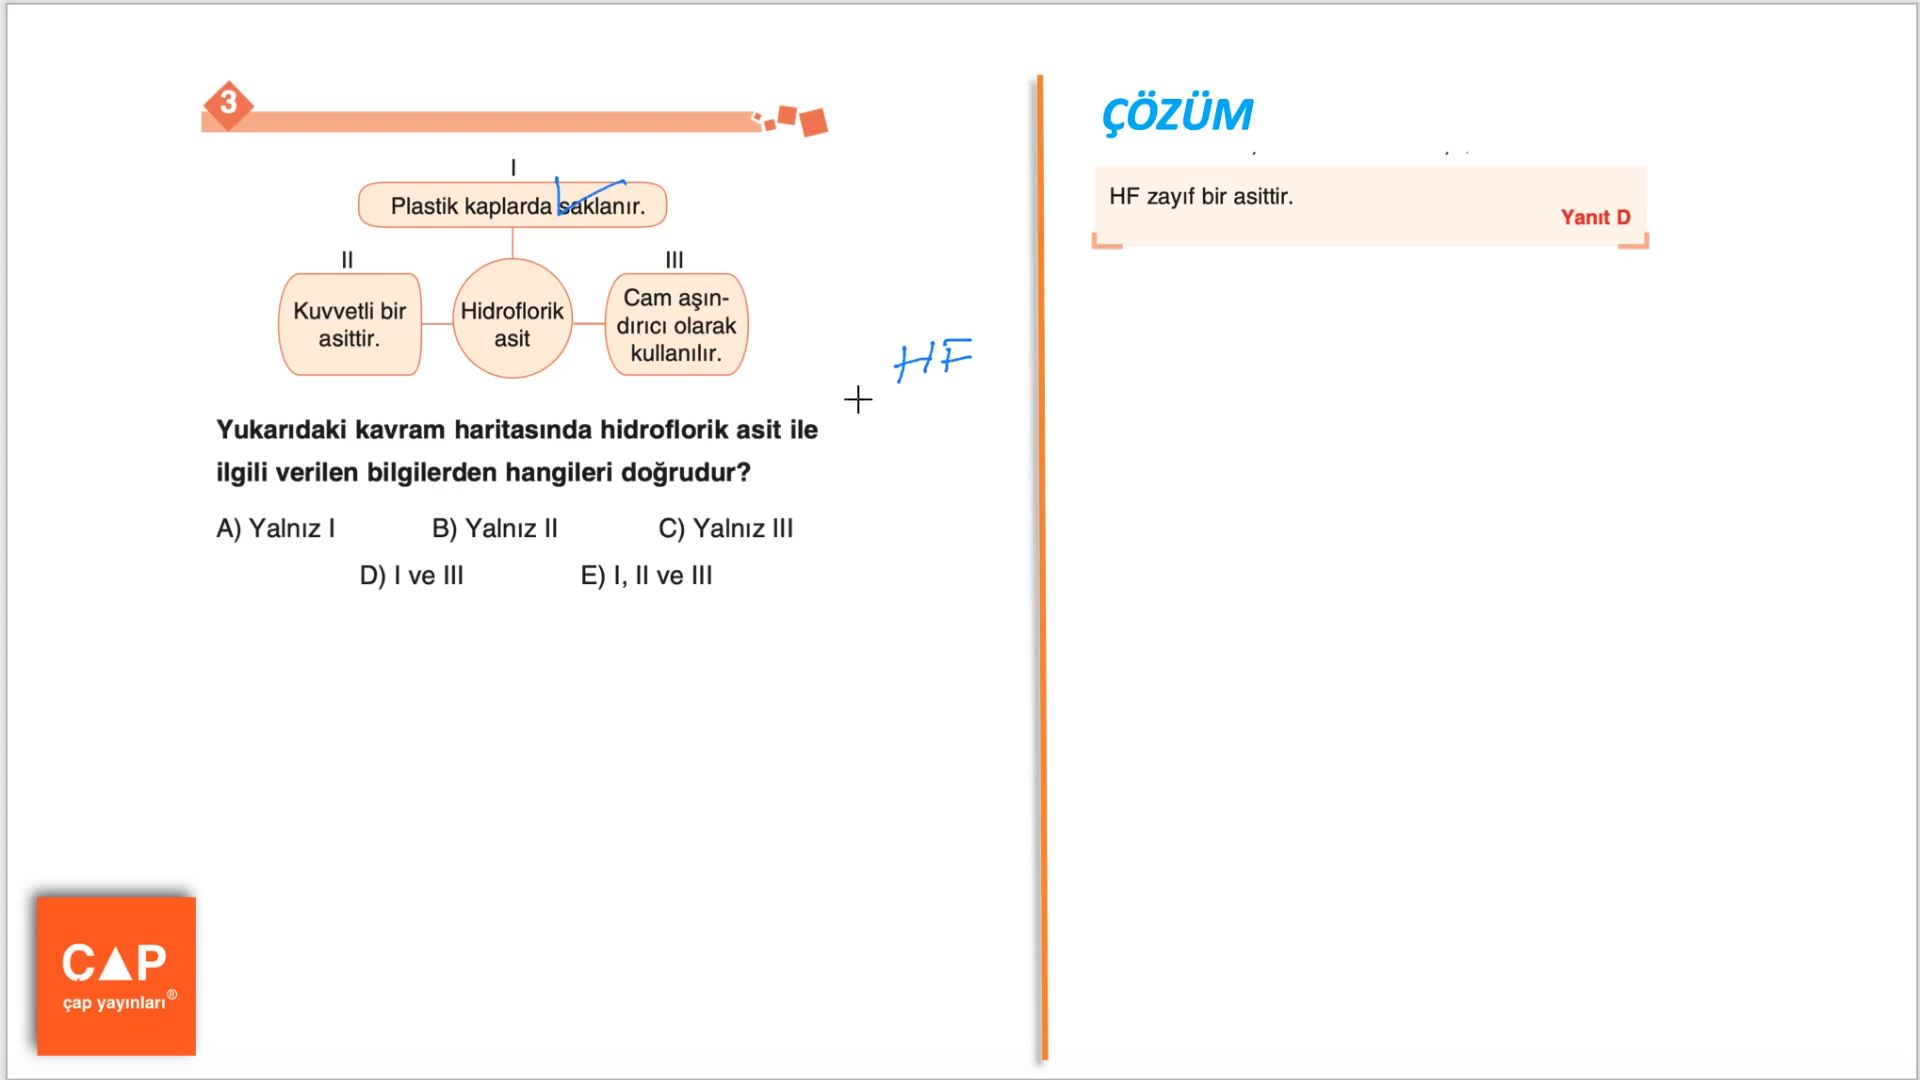 3
I
Plastik kaplarda saklanır.
II
Kuvvetli bir
asittir.
Hidroflorik
asit
III
Cam aşın-
dırıcı olarak
kullanılır.
HF
Yukarıdaki kavram haritasında hidroflorik asit ile
ilgili verilen bilgilerden hangileri doğrudur?
A) Yalnız I B) Yalnız II C) Yalnız III
D) I ve III E) I, II ve III
ÇÖZÜM
HF zayıf bir asittir.
Yanıt D
ÇAP
çap yayınları®